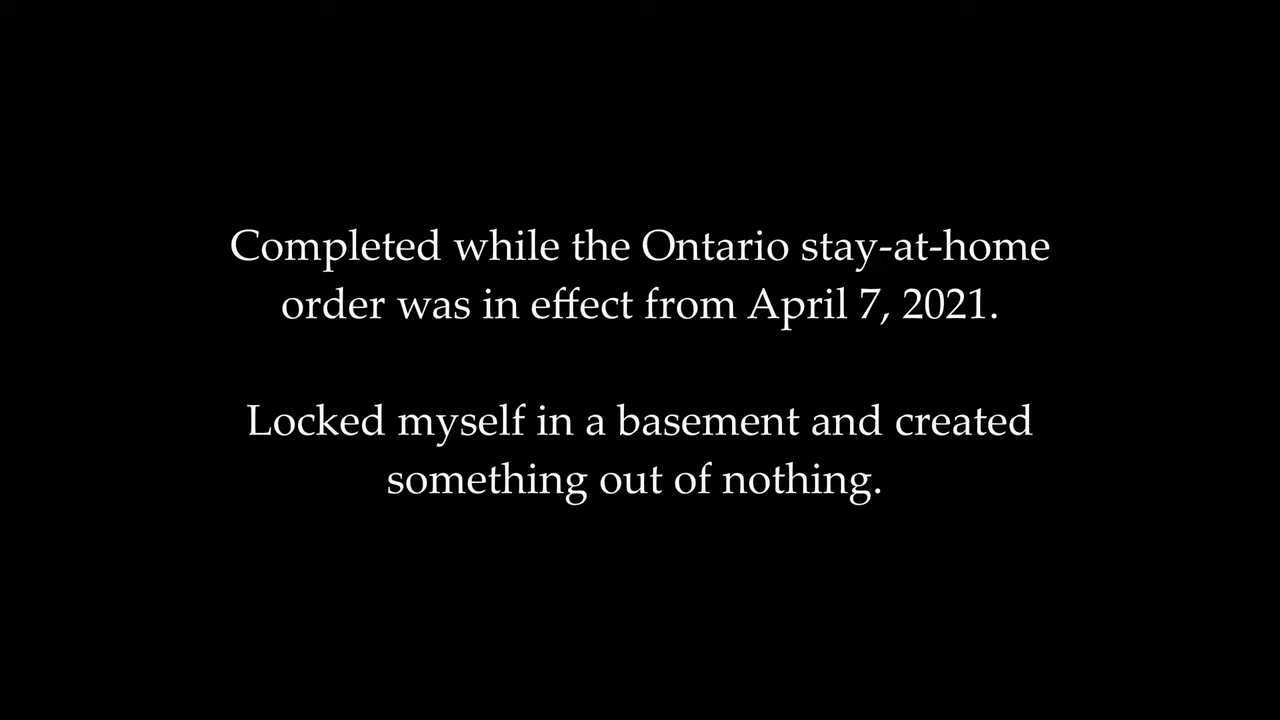 Completed while the Ontario stay-at-home
order was in effect from April 7, 2021.
Locked myself in a basement and created
something out of nothing.